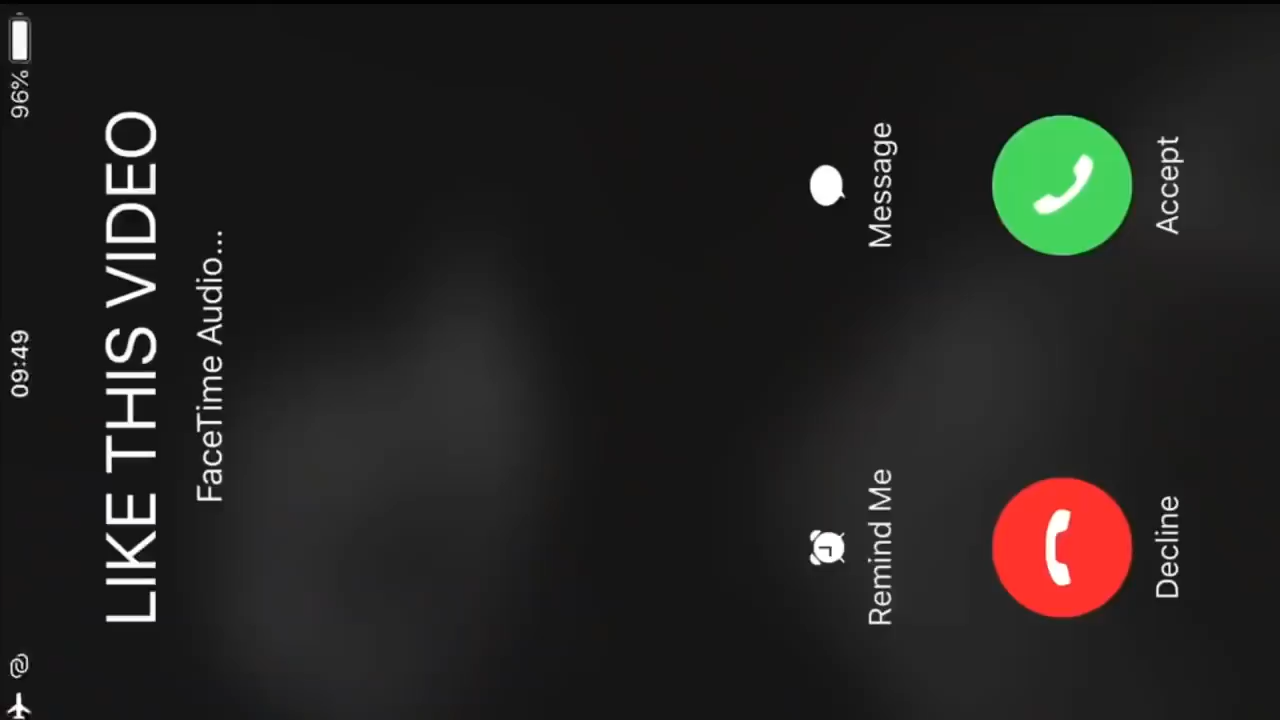 09:49
96%
LIKE THIS VIDEO
FaceTime Audio...
Remind Me
Message
Decline
Accept